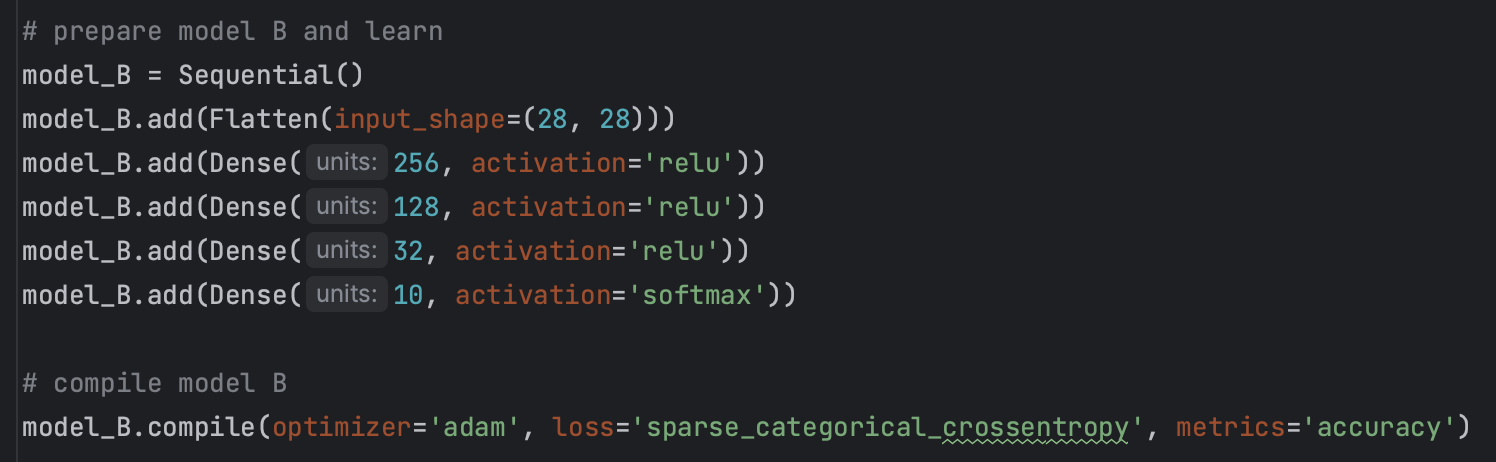 # prepare model B and learn
model_B = Sequential()
model_B.add(Flatten(input_shape=(28, 28)))
model_B.add(Dense( units: 256, activation='relu'))
model_B.add(Dense( units: 128, activation='relu'))
model_B.add(Dense( units: 32, activation='relu'))
model_B.add(Dense( units: 10, activation='softmax'))
# compile model B
model_B.compile(optimizer='adam', loss='sparse_categorical_crossentropy', metrics='accuracy')